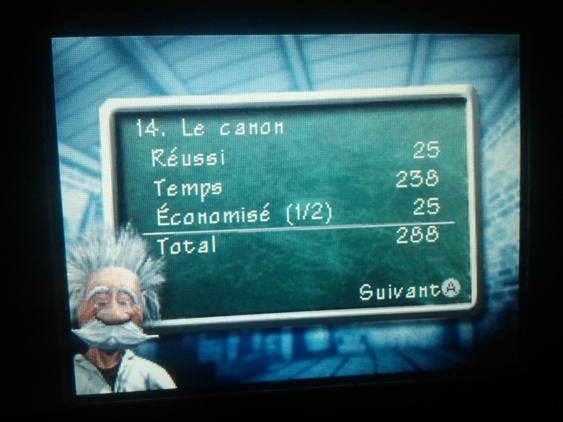 14. Le canon
Réussi 25
Temps 238
Économisé (1/2) 25
Total 288
Suivant A